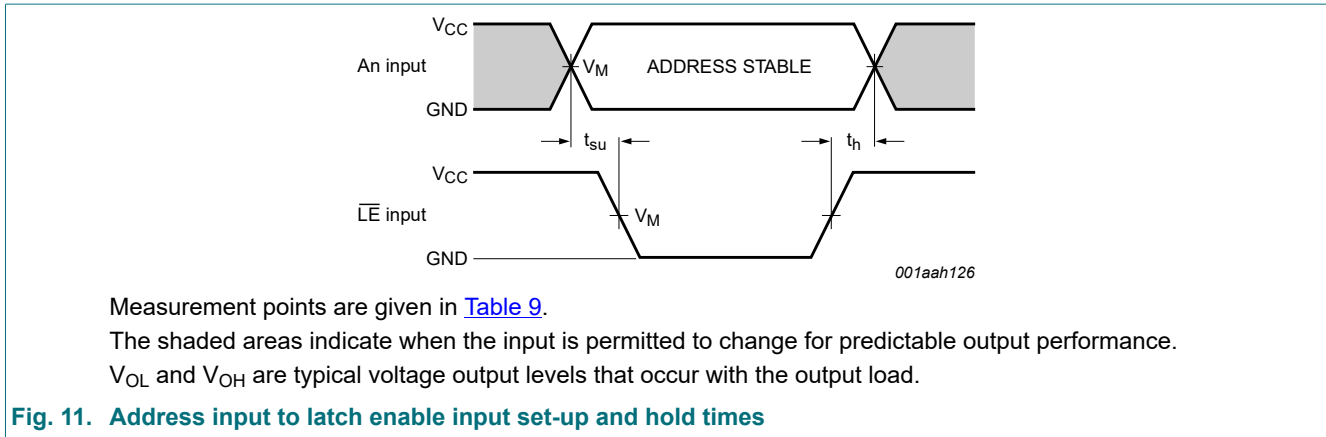 VCC
An input
VM
ADDRESS STABLE
GND
tsu
th
VCC
LE input
VM
GND
001aah126
Measurement points are given in Table 9.
The shaded areas indicate when the input is permitted to change for predictable output performance.
VOL and VOH are typical voltage output levels that occur with the output load.
Fig. 11. Address input to latch enable input set-up and hold times